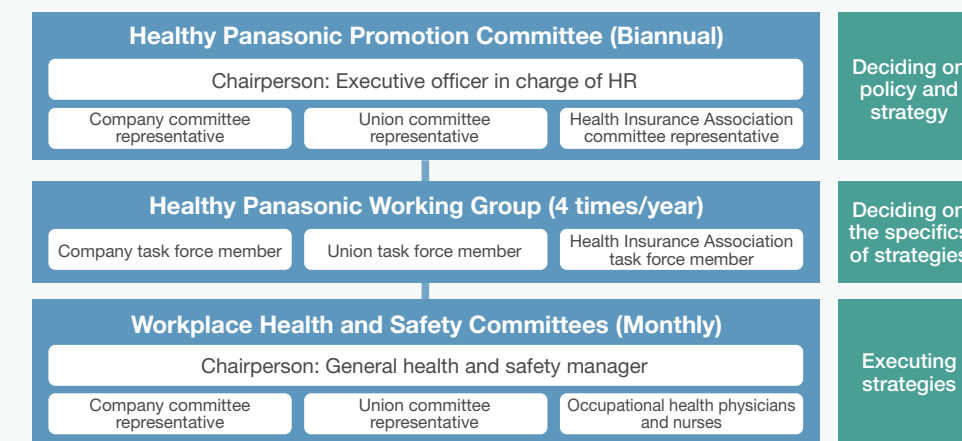 Healthy Panasonic Promotion Committee (Biannual)
Chairperson: Executive officer in charge of HR
Company committee
representative
Union committee
representative
Health Insurance Association
committee representative
Deciding on
policy and
strategy
Healthy Panasonic Working Group (4 times/year)
Company task force member
Union task force member
Health Insurance Association
task force member
Deciding on
the specifics
of strategies
Workplace Health and Safety Committees (Monthly)
Chairperson: General health and safety manager
Company committee
representative
Union committee
representative
Occupational health physicians
and nurses
Executing
strategies